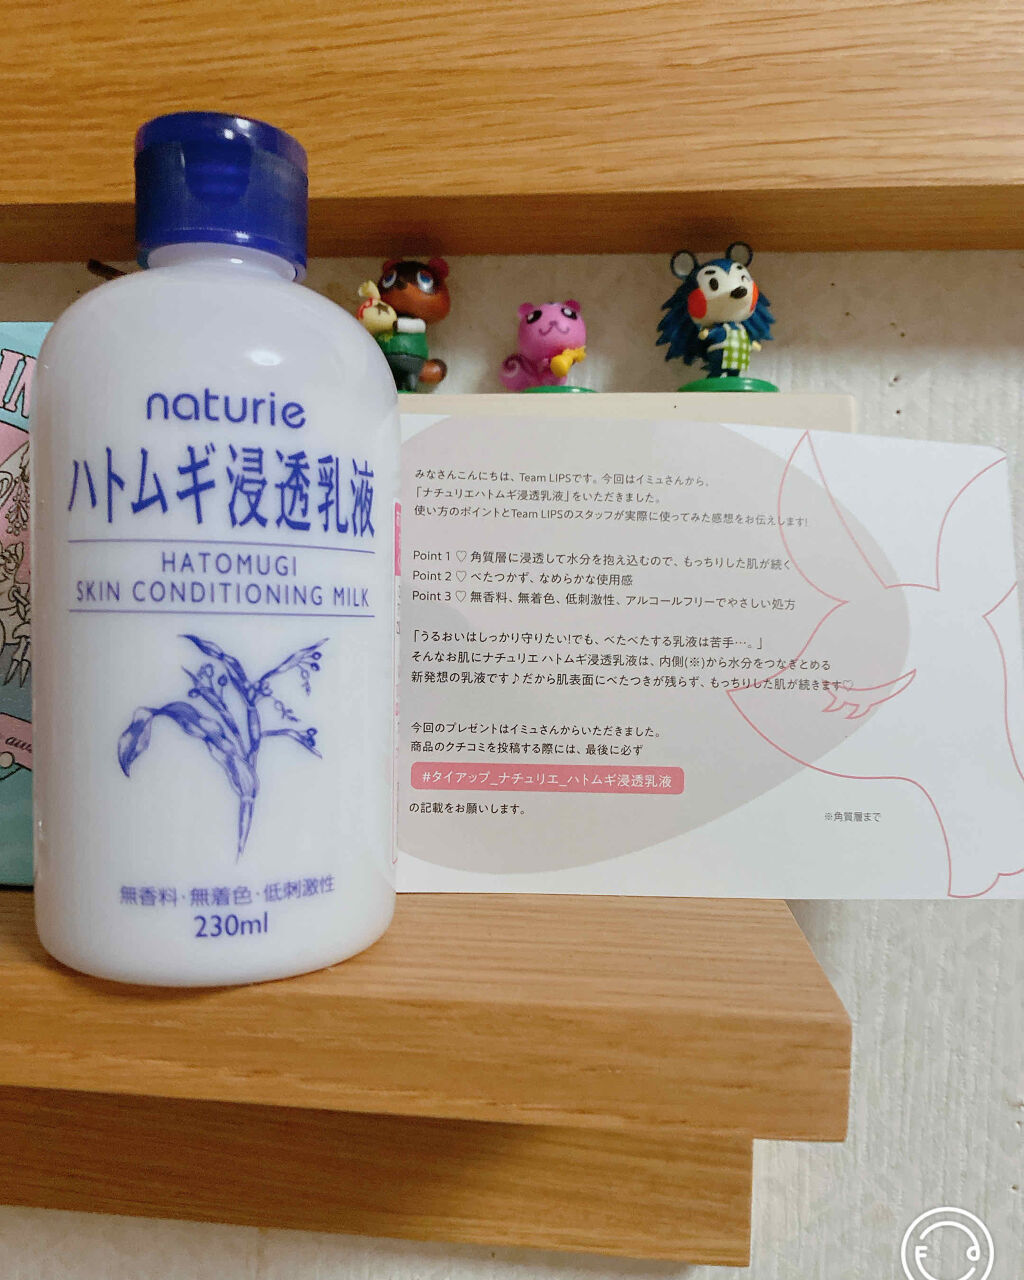 naturie
ハトムギ浸透乳液
HATOMUGI
SKIN CONDITIONING MILK
無香料・無着色・低刺激性
230ml
みなさんこんにちは、Team LIPSです。今回はイミュさんから、
「ナチュリエハトムギ浸透乳液」をいただきました。
使い方のポイントとTeam LIPSのスタッフが実際に使ってみた感想をお伝えします!
Point 1 ♡ 角質層に浸透して水分を抱え込むので、もっちりした肌が続く
Point 2 ♡ べたつかず、なめらかな使用感
Point 3 ♡ 無香料、無着色、低刺激性、アルコールフリーでやさしい処方
「うるおいはしっかり守りたい!でも、べたべたする乳液は苦手…。」
そんなお肌にナチュリエ ハトムギ浸透乳液は、内側(※)から水分をつなぎとめる
新発想の乳液です♪だから肌表面にべたつきが残らず、もっちりした肌が続きます♡
今回のプレゼントはイミュさんからいただきました。
商品のクチコミを投稿する際には、最後に必ず
#タイアップ_ナチュリエ_ハトムギ浸透乳液
の記載をお願いします。
※角質層まで